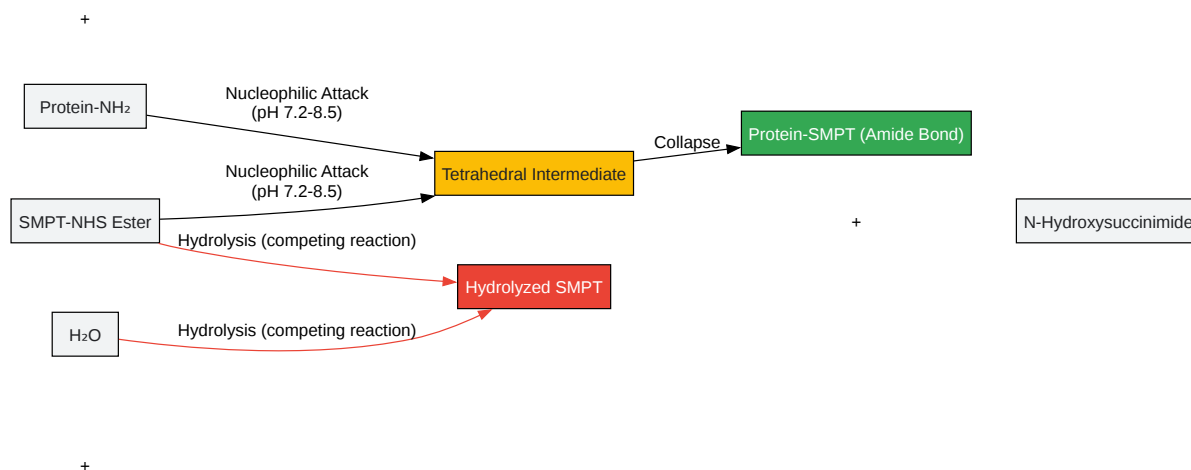 +
Protein-NH₂
Nucleophilic Attack
(pH 7.2-8.5)
Collapse
Protein-SMPT (Amide Bond)
Tetrahedral Intermediate
Nucleophilic Attack
(pH 7.2-8.5)
SMPT-NHS Ester
+
N-Hydroxysuccinimide
Hydrolysis (competing reaction)
Hydrolyzed SMPT
H₂O
Hydrolysis (competing reaction)
+